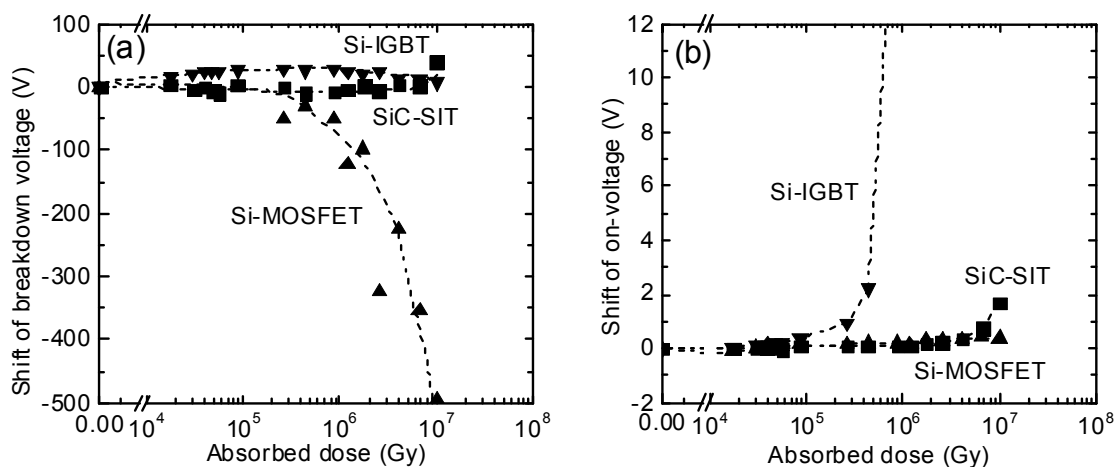 (a)
Shift of breakdown voltage (V)
100
0
-100
-200
-300
-400
-500
Si-IGBT
SiC-SIT
Si-MOSFET
0.00 10^4 10^5 10^6 10^7 10^8
Absorbed dose (Gy)
(b)
Shift of on-voltage (V)
12
10
8
6
4
2
0
-2
Si-IGBT
SiC-SIT
Si-MOSFET
0.00 10^4 10^5 10^6 10^7 10^8
Absorbed dose (Gy)